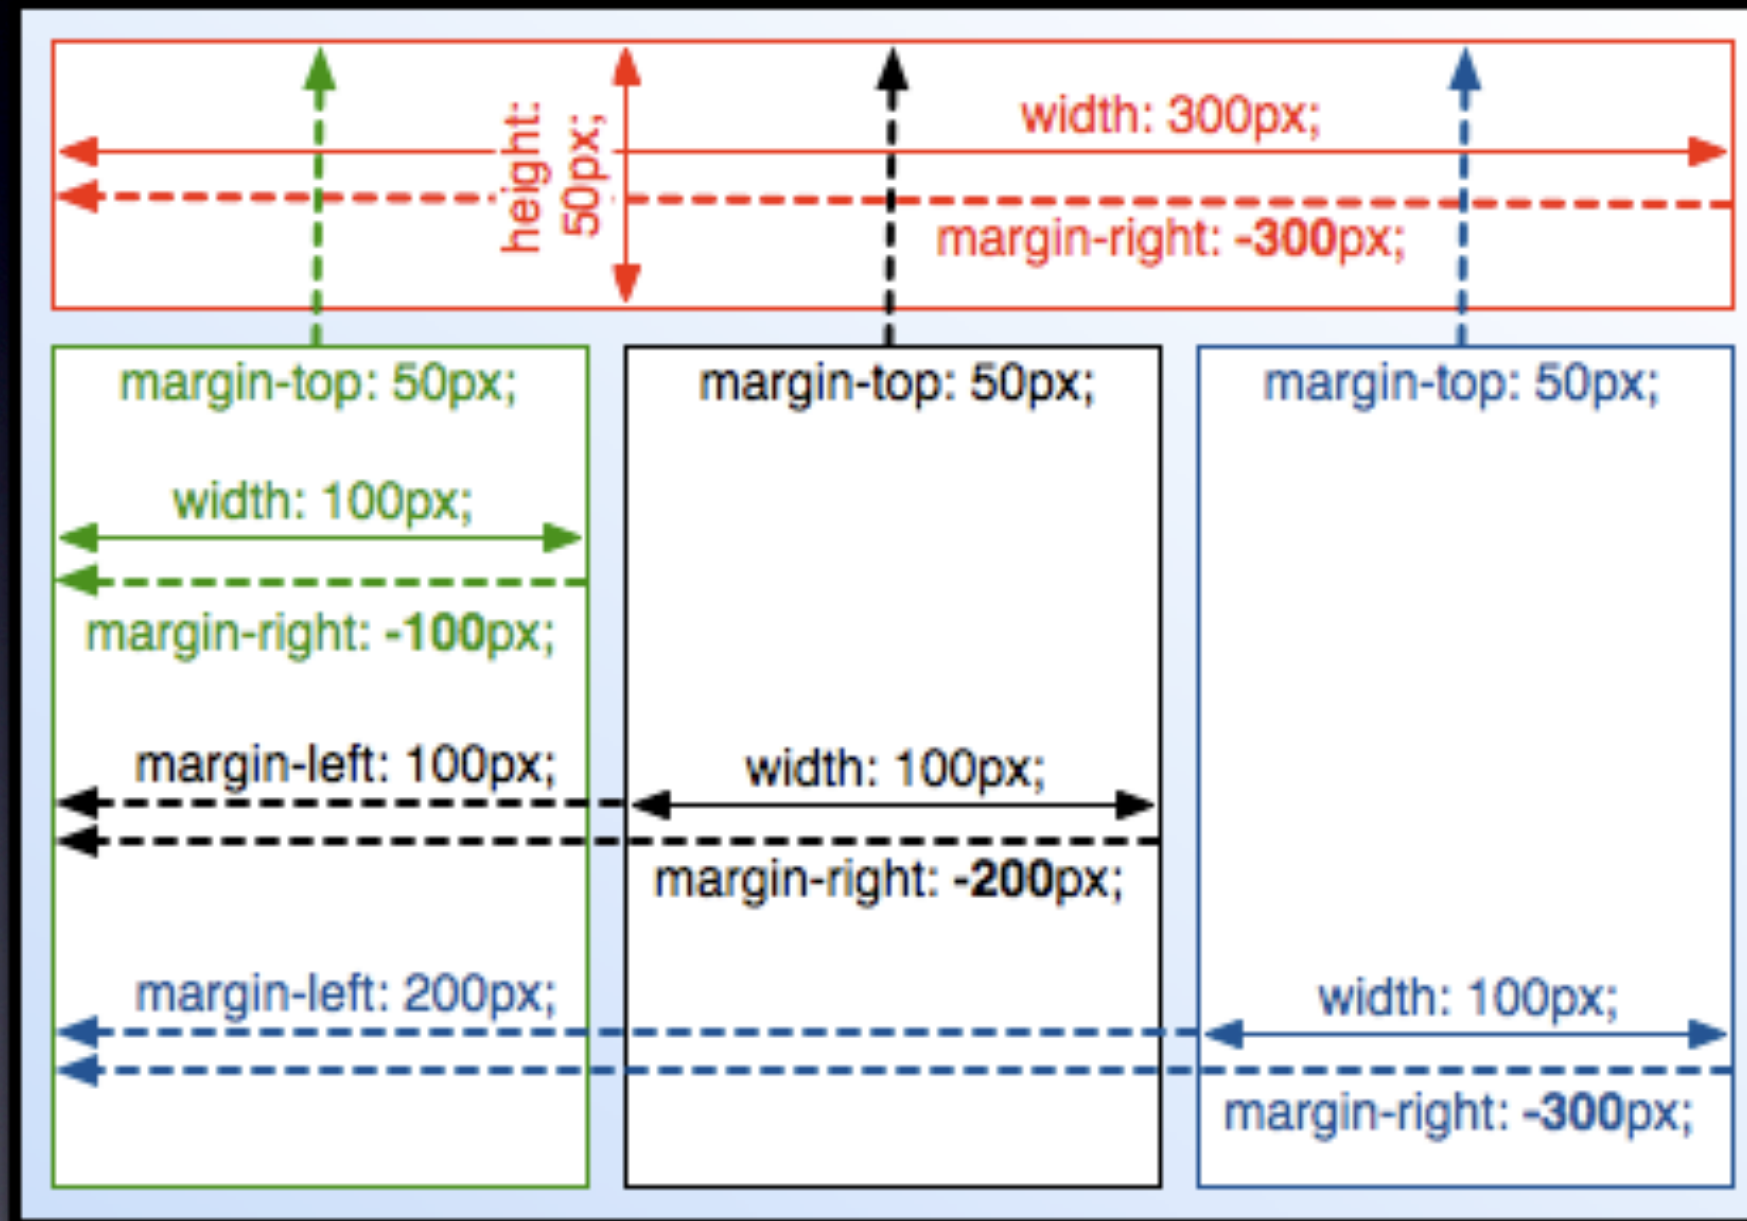 width: 300px;
height:
50px;
margin-right: -300px;
margin-top: 50px;
margin-top: 50px;
margin-top: 50px;
width: 100px;
margin-right: -100px;
margin-left: 100px;
width: 100px;
margin-right: -200px;
margin-left: 200px;
width: 100px;
margin-right: -300px;